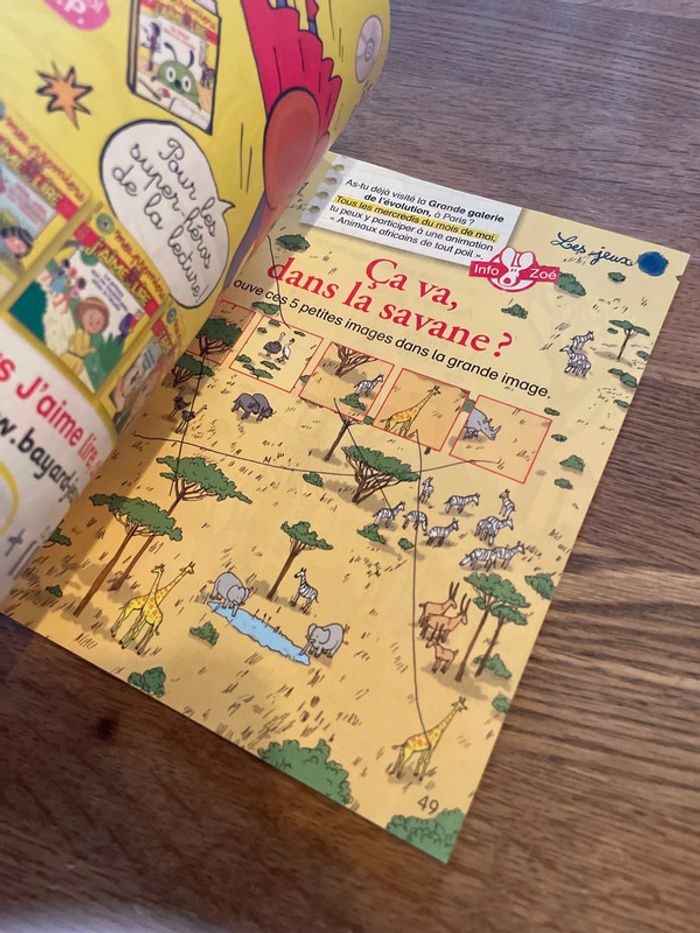 Pour les
super héros
de la lecture
J'aime lire,
As-tu déjà visité la Grande galerie
de l'évolution, à Paris ?
Tous les mercredis du mois de mai,
tu peux y participer à une animation
« Animaux africains de tout poil ».
Info Zoé
Les jeux
Ça va,
dans la savane ?
ouve ces 5 petites images dans la grande image.
49